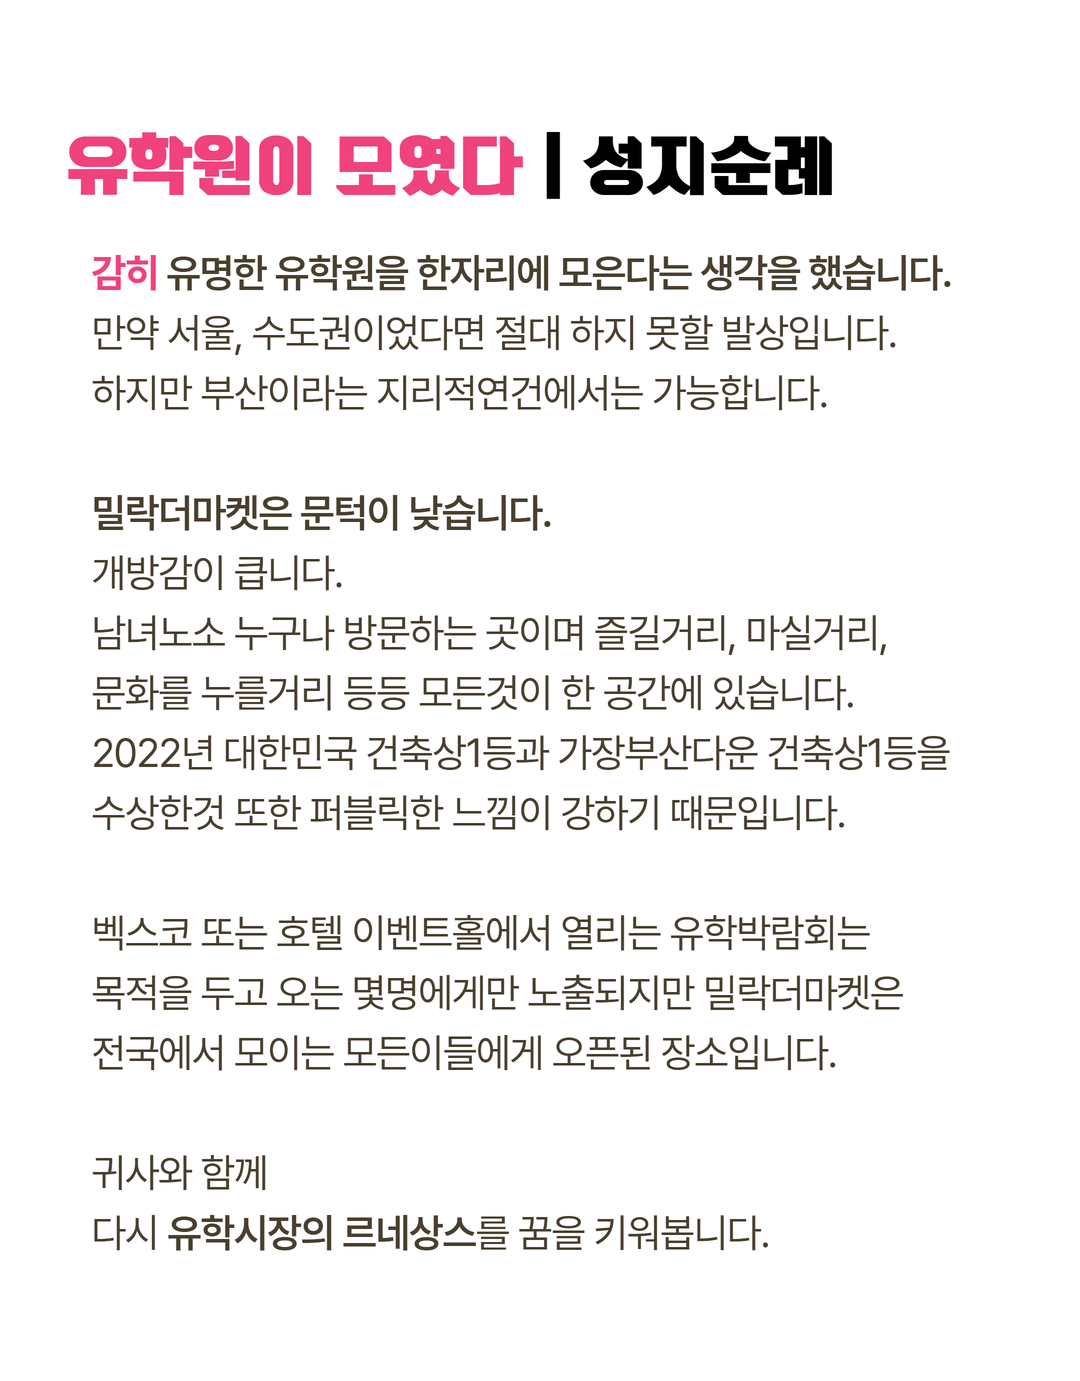 유학원이 모였다 | 성지순례
감히 유명한 유학원을 한자리에 모은다는 생각을 했습니다.
만약 서울, 수도권이었다면 절대 하지 못할 발상입니다.
하지만 부산이라는 지리적연건에서는 가능합니다.
밀락더마켓은 문턱이 낮습니다.
개방감이 큽니다.
남녀노소 누구나 방문하는 곳이며 즐길거리, 마실거리,
문화를 누를거리 등등 모든것이 한 공간에 있습니다.
2022년 대한민국 건축상1등과 가장부산다운 건축상1등을
수상한것 또한 퍼블릭한 느낌이 강하기 때문입니다.
벡스코 또는 호텔 이벤트홀에서 열리는 유학박람회는
목적을 두고 오는 몇명에게만 노출되지만 밀락더마켓은
전국에서 모이는 모든이들에게 오픈된 장소입니다.
귀사와 함께
다시 유학시장의 르네상스를 꿈을 키워봅니다.